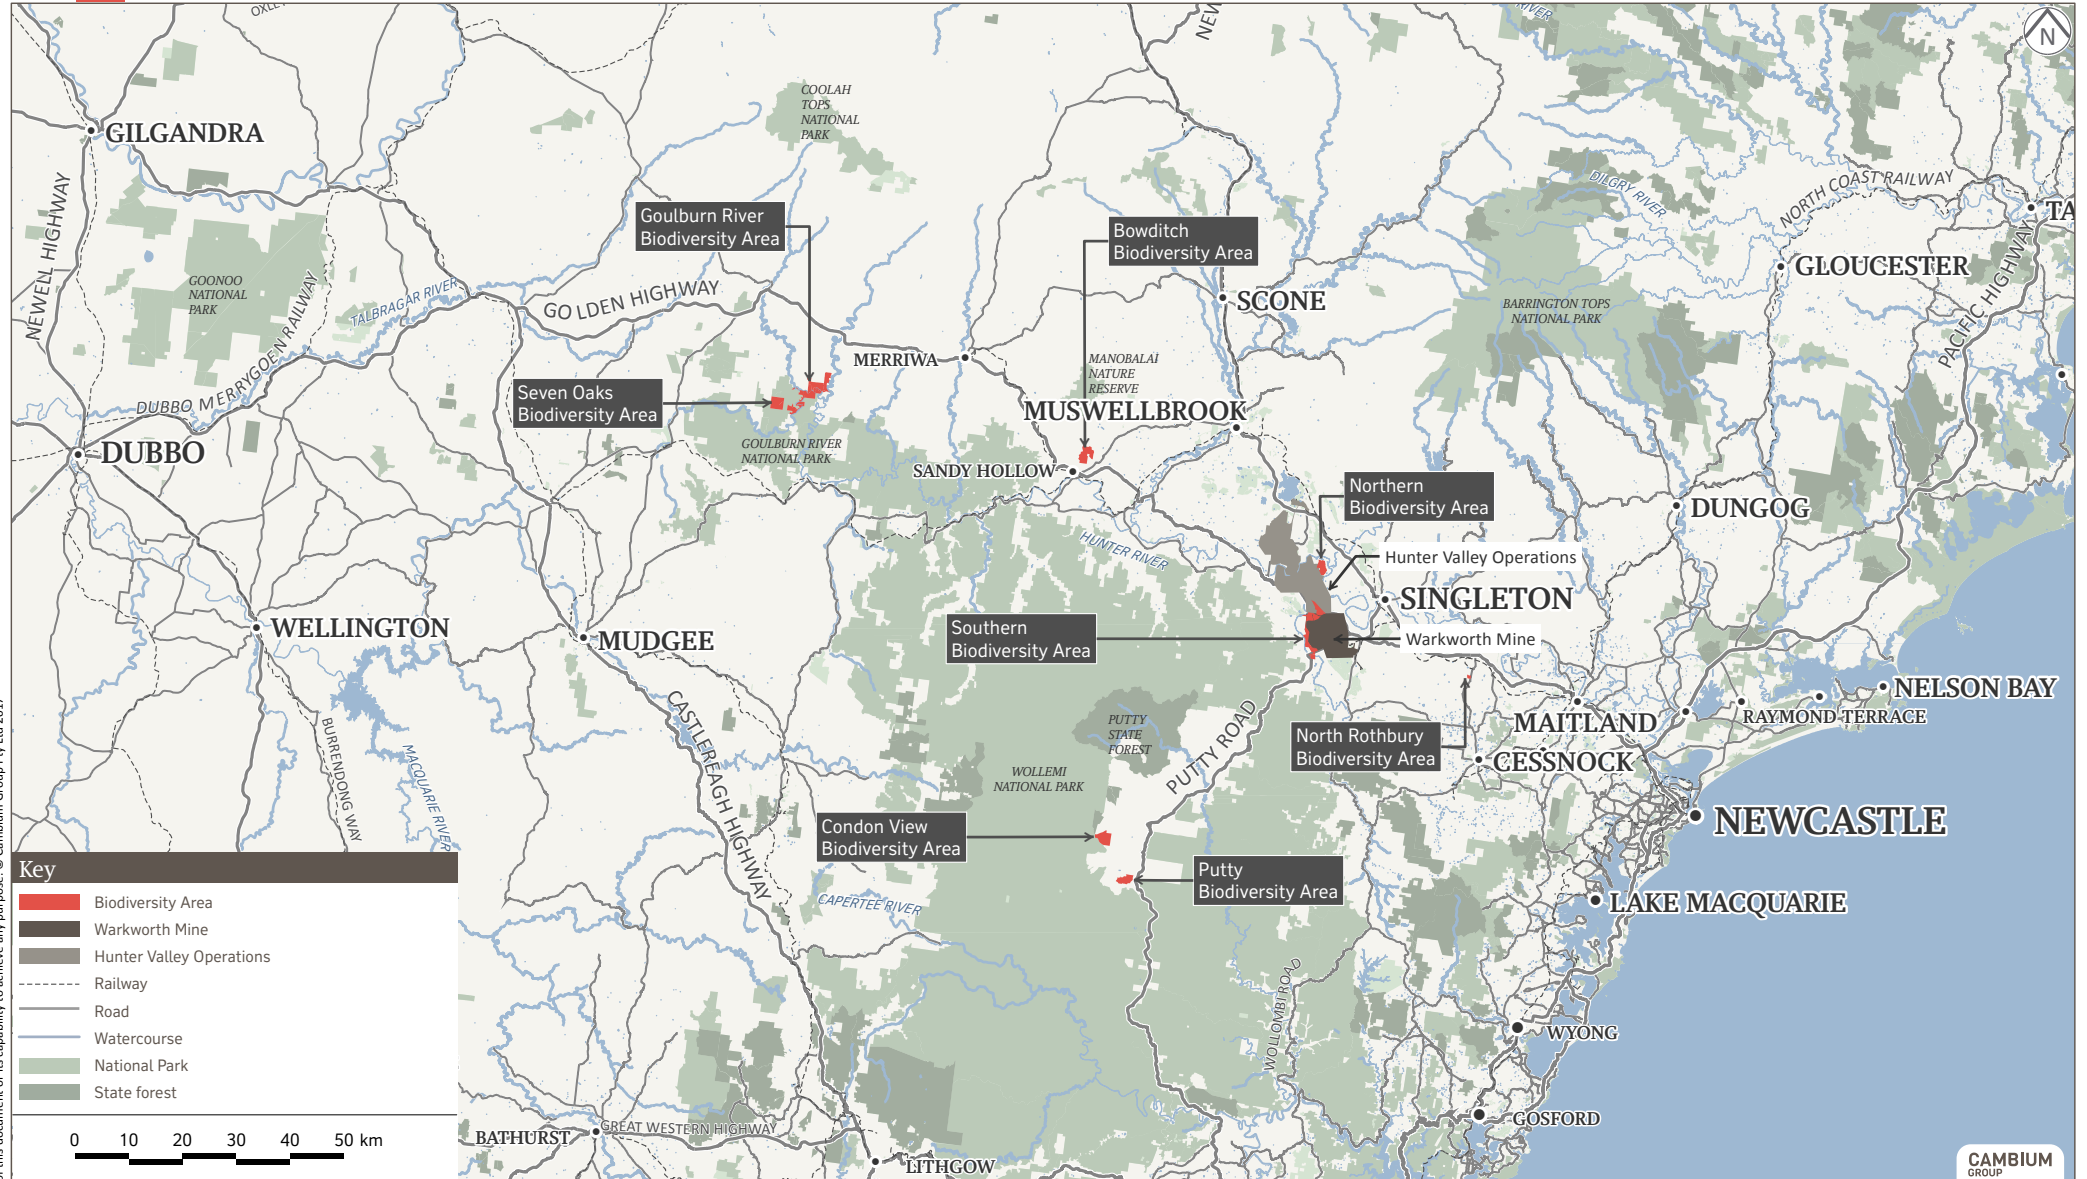 OXLE
NEW
RIVER
N
COOLAH
TOPS
NATIONAL
PARK
GILGANDRA
NEWELL HIGHWAY
DILGRY RIVER
NORTH COAST RAILWAY
TA
Goulburn River
Biodiversity Area
Bowditch
Biodiversity Area
GLOUCESTER
PACIFIC HIGHWAY
GOONOO
NATIONAL
PARK
TALBRAGAR RIVER
GOLDEN HIGHWAY
SCONE
BARRINGTON TOPS
NATIONAL PARK
DUBBO MERRYGOEN RAILWAY
MERRIWA
MANOBALAI
NATURE
RESERVE
Seven Oaks
Biodiversity Area
MUSWELLBROOK
DUBBO
GOULBURN RIVER
NATIONAL PARK
SANDY HOLLOW
Northern
Biodiversity Area
DUNGOG
HUNTER RIVER
Hunter Valley Operations
SINGLETON
WELLINGTON
MUDGEE
Southern
Biodiversity Area
Warkworth Mine
NELSON BAY
CASTLEREAGH HIGHWAY
BURRENDONG WAY
MACQUARIE RIVER
PUTTY
STATE
FOREST
PUTTY ROAD
MAITLAND
RAYMOND TERRACE
North Rothbury
Biodiversity Area
CESSNOCK
WOLLEMI
NATIONAL PARK
NEWCASTLE
Condon View
Biodiversity Area
Putty
Biodiversity Area
CAPERTEE RIVER
LAKE MACQUARIE
WOLLOMBI ROAD
WYONG
GOSFORD
BATHURST
GREAT WESTERN HIGHWAY
LITHGOW
Key
Biodiversity Area
Warkworth Mine
Hunter Valley Operations
Railway
Road
Watercourse
National Park
State forest
0 10 20 30 40 50 km
CAMBIUM
GROUP